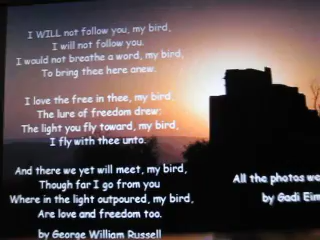 I WILL not follow you, my bird,
I will not follow you.
I would not breathe a word, my bird,
To bring thee here anew.
I love the free in thee, my bird,
The lure of freedom drew;
The light you fly toward, my bird,
I fly with thee unto.
And there we yet will meet, my bird,
Though far I go from you
Where in the light outpoured, my bird,
Are love and freedom too.
by George William Russell
All the photos
by Gadi